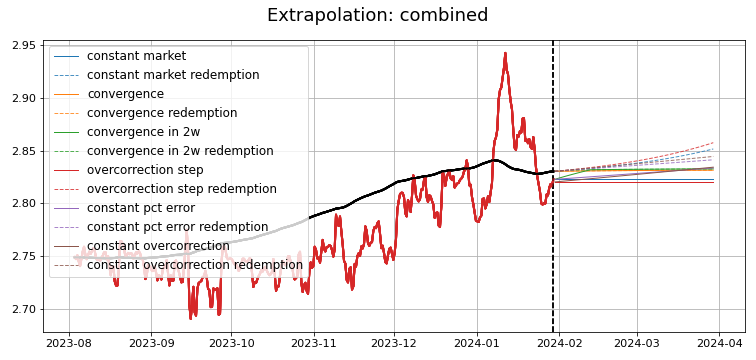 Extrapolation: combined
2.95
2.90
2.85
2.80
2.75
2.70
constant market
constant market redemption
convergence
convergence redemption
convergence in 2w
convergence in 2w redemption
overcorrection step
overcorrection step redemption
constant pct error
constant pct error redemption
constant overcorrection
constant overcorrection redemption
2023-08 2023-09 2023-10 2023-11 2023-12 2024-01 2024-02 2024-03 2024-04